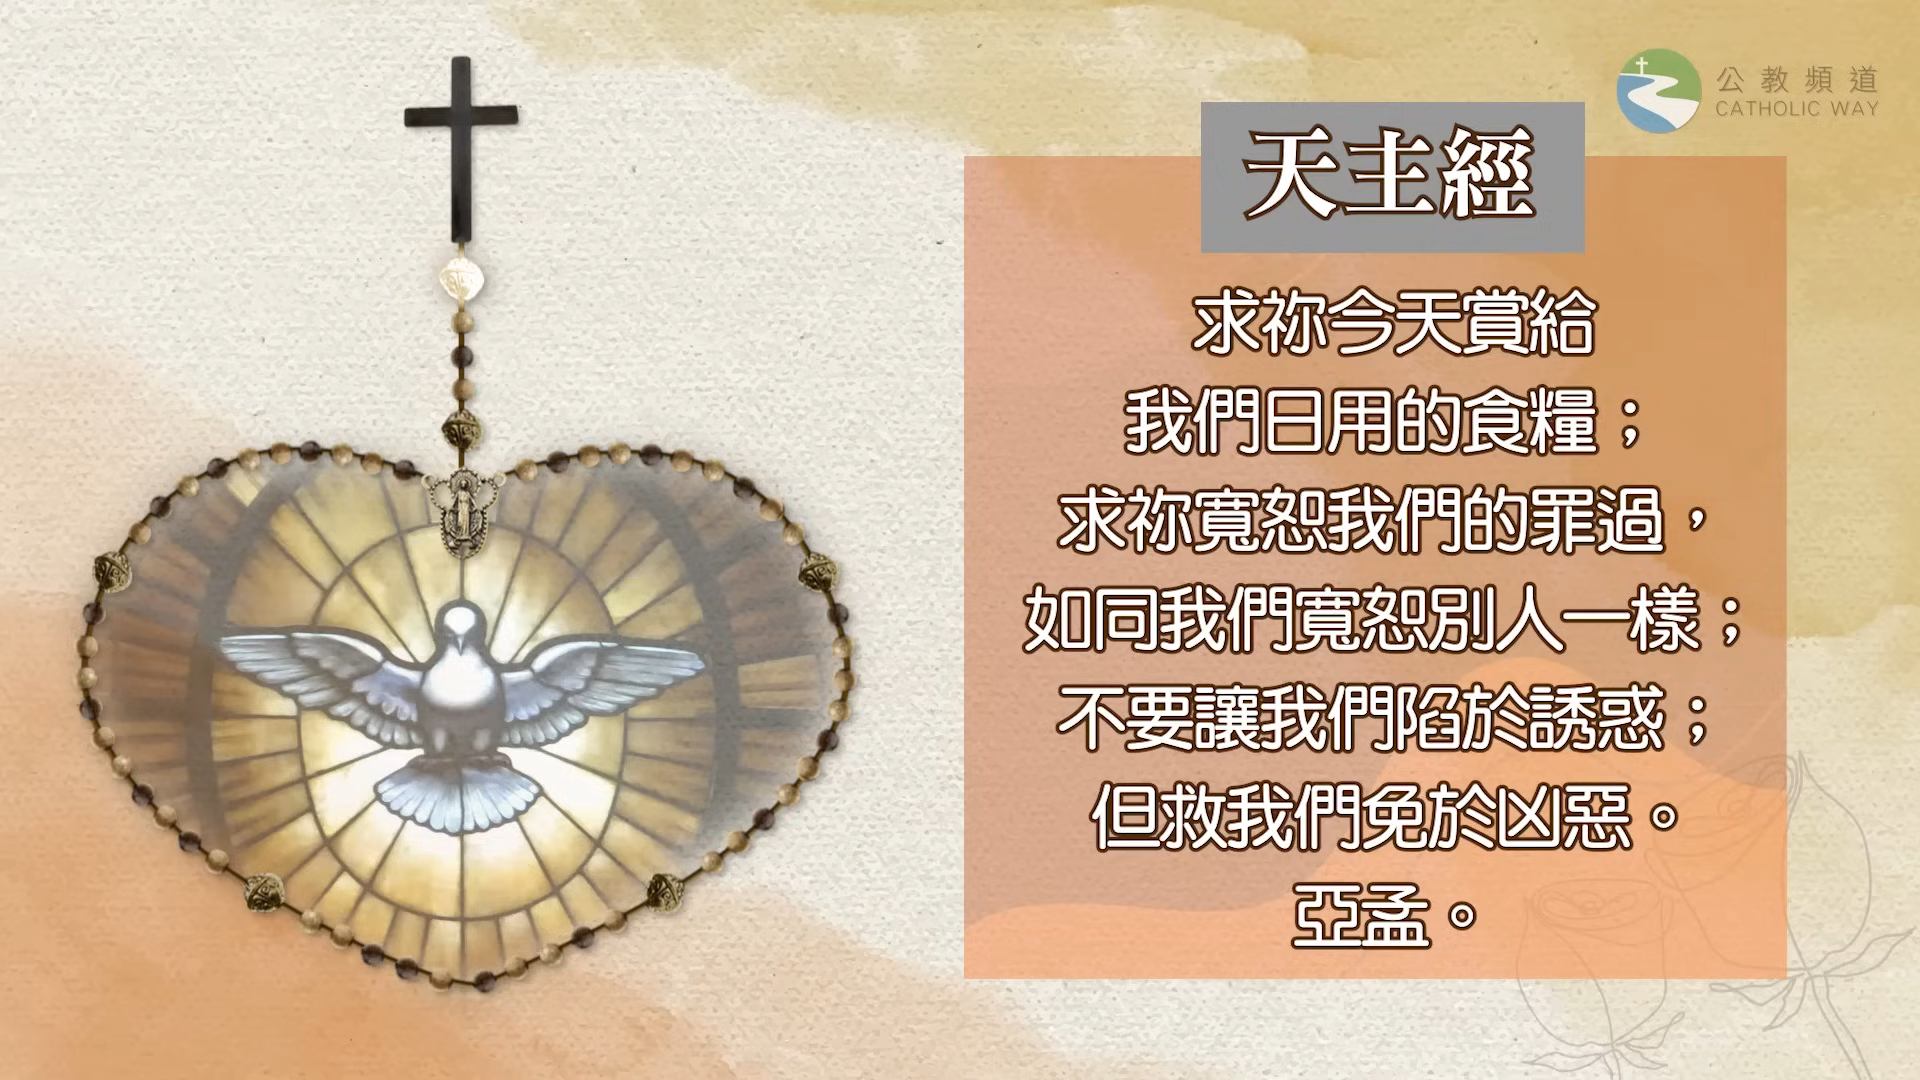 公教頻道
CATHOLIC WAY
天主經
求祢今天賞給
我們日用的食糧；
求祢寬恕我們的罪過，
如同我們寬恕別人一樣；
不要讓我們陷於誘惑；
但救我們免於凶惡。
亞孟。